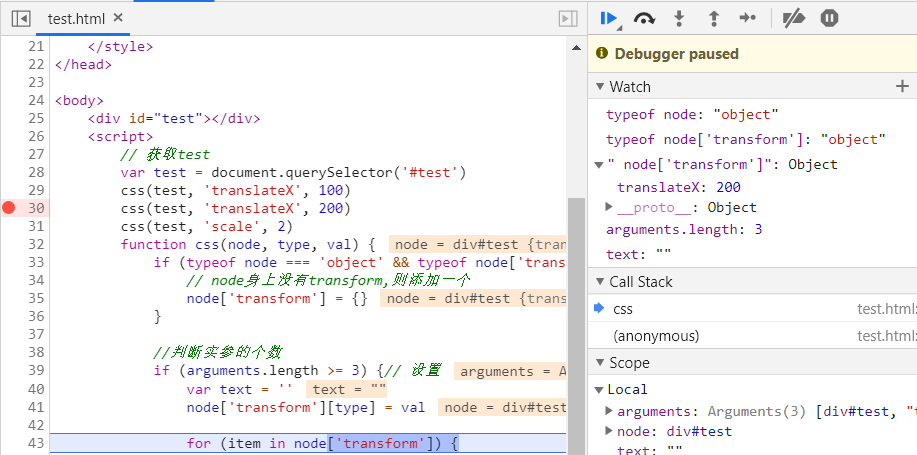 test.html
21 </style>
22 </head>
23
24 <body>
25 <div id="test"></div>
26 <script>
27 // 获取test
28 var test = document.querySelector('#test')
29 css(test, 'translateX', 100)
30 css(test, 'translateX', 200)
31 css(test, 'scale', 2)
32 function css(node, type, val) { node = div#test {tran
33 if (typeof node === 'object' && typeof node['trans
34 // node身上没有transform,则添加一个
35 node['transform'] = {} node = div#test {trans
36 }
37
38 //判断实参的个数
39 if (arguments.length >= 3) {// 设置 arguments = A
40 var text = '' text = ""
41 node['transform'][type] = val node = div#test
42
43 for (item in node['transform']) {
Debugger paused
Watch
typeof node: "object"
typeof node['transform']: "object"
" node['transform']": Object
translateX: 200
__proto__: Object
arguments.length: 3
text: ""
Call Stack
css test.html:
(anonymous) test.html:
Scope
Local
arguments: Arguments(3) [div#test, "t
node: div#test
text: ""